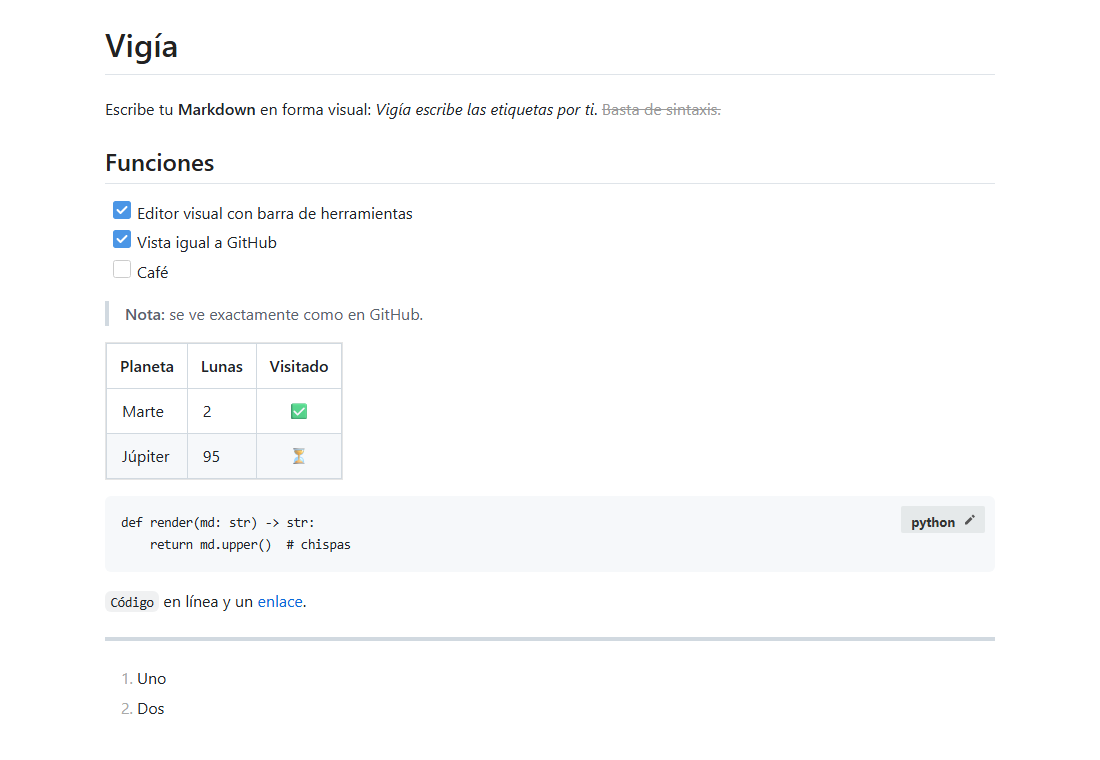 Vigía
Escribe tu Markdown en forma visual: Vigía escribe las etiquetas por ti. Basta de sintaxis.
Funciones
Editor visual con barra de herramientas
Vista igual a GitHub
Café
Nota: se ve exactamente como en GitHub.
Planeta Lunas Visitado
Marte 2 ✅
Júpiter 95 ⏳
def render(md: str) -> str:
    return md.upper()  # chispas
python
Código en línea y un enlace.
1. Uno
2. Dos